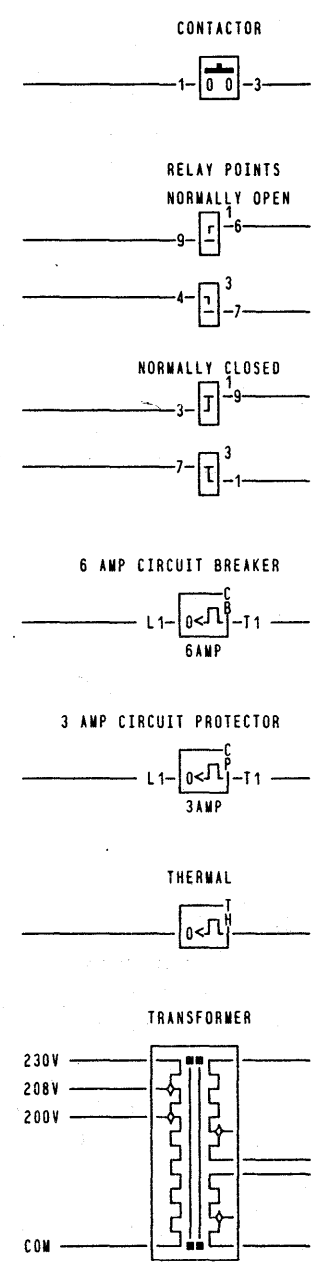 CONTACTOR
1 0 0 3
RELAY POINTS
NORMALLY OPEN
1
9 6
4 3
7
NORMALLY CLOSED
1
3 9
7 3
1
6 AMP CIRCUIT BREAKER
C
B
L1 0< T1
6AMP
3 AMP CIRCUIT PROTECTOR
C
P
L1 0< T1
3AMP
THERMAL
T
H
0<
TRANSFORMER
230V
208V
200V
COM